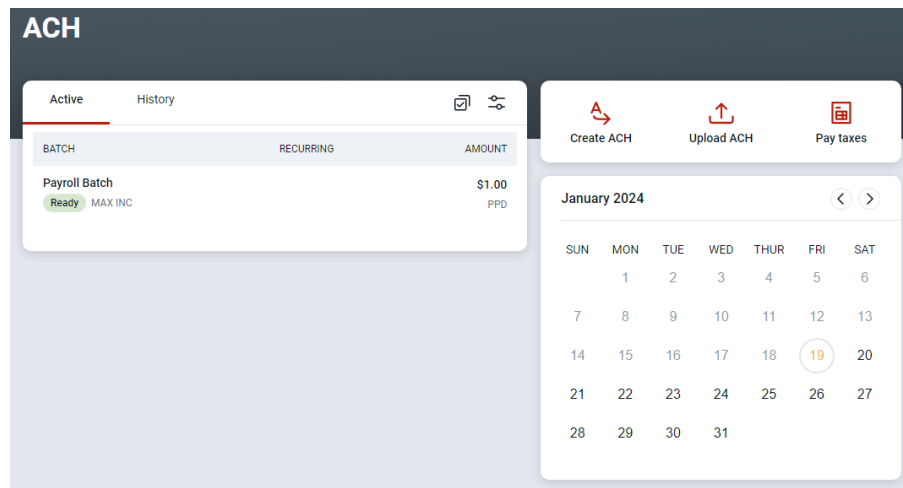 ACH
Active History
BATCH RECURRING AMOUNT
Payroll Batch $1.00
Ready MAX INC PPD
Create ACH Upload ACH Pay taxes
January 2024
SUN MON TUE WED THUR FRI SAT
1 2 3 4 5 6
7 8 9 10 11 12 13
14 15 16 17 18 19 20
21 22 23 24 25 26 27
28 29 30 31